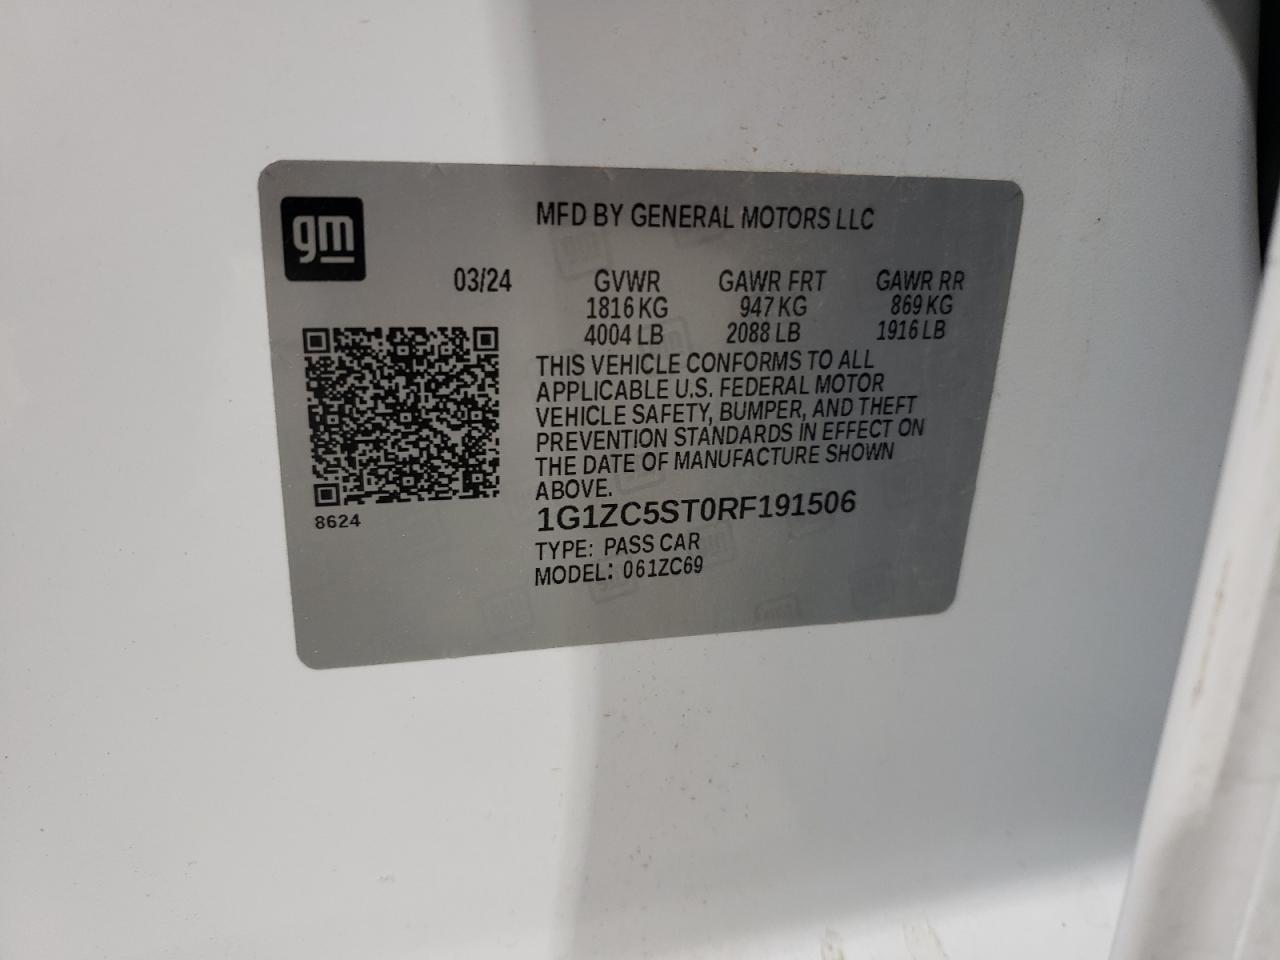 gm
MFD BY GENERAL MOTORS LLC
03/24 GVWR GAWR FRT GAWR RR
1816 KG 947 KG 869 KG
4004 LB 2088 LB 1916 LB
THIS VEHICLE CONFORMS TO ALL
APPLICABLE U.S. FEDERAL MOTOR
VEHICLE SAFETY, BUMPER, AND THEFT
PREVENTION STANDARDS IN EFFECT ON
THE DATE OF MANUFACTURE SHOWN
ABOVE.
8624
1G1ZC5ST0RF191506
TYPE: PASS CAR
MODEL: 061ZC69